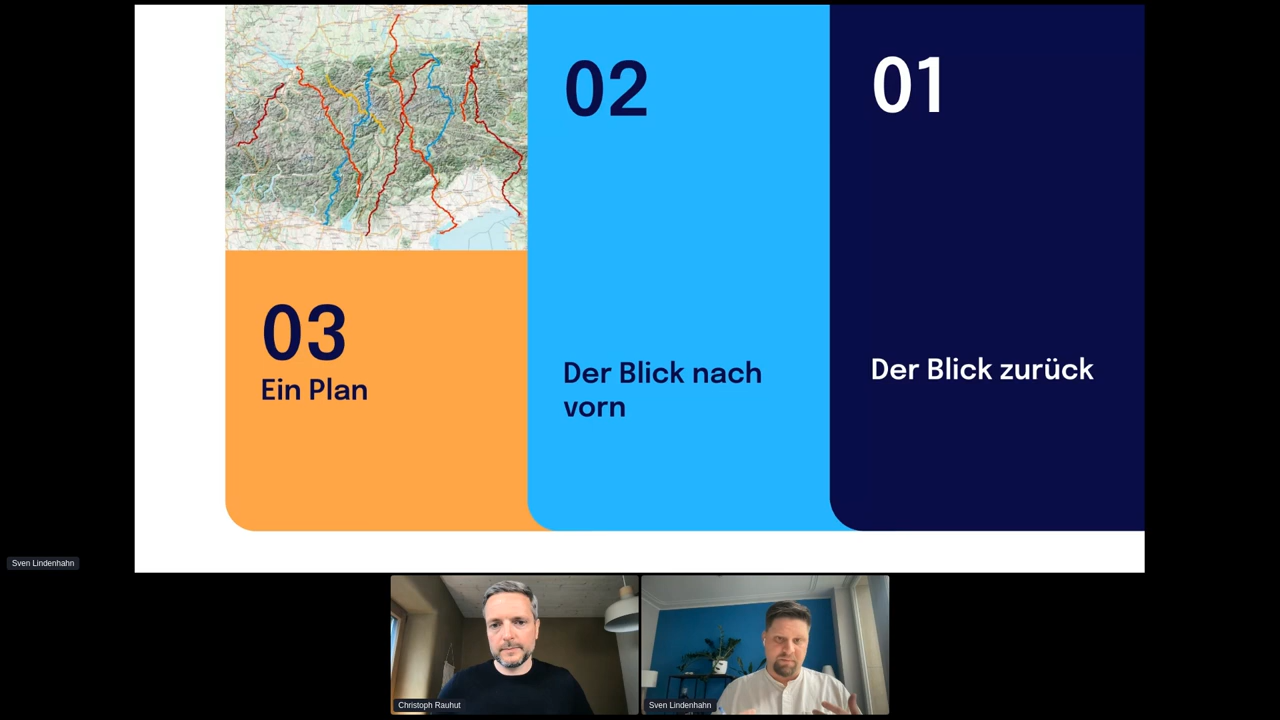 03
Ein Plan
02
Der Blick nach
vorn
01
Der Blick zurück
Sven Lindenhahn
Christoph Rauhut
Sven Lindenhahn